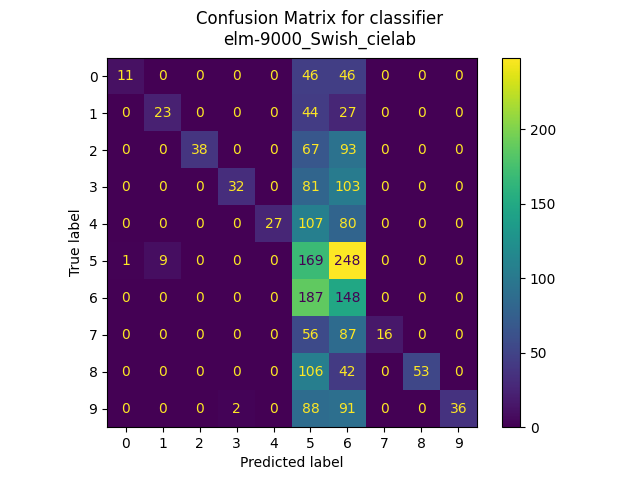 Confusion Matrix for classifier
elm-9000_Swish_cielab
0 11 0 0 0 0 46 46 0 0 0
1 0 23 0 0 0 44 27 0 0 0
2 0 0 38 0 0 67 93 0 0 0
3 0 0 0 32 0 81 103 0 0 0
4 0 0 0 0 27 107 80 0 0 0
5 1 9 0 0 0 169 248 0 0 0
6 0 0 0 0 0 187 148 0 0 0
7 0 0 0 0 0 56 87 16 0 0
8 0 0 0 0 0 106 42 0 53 0
9 0 0 0 2 0 88 91 0 0 36
0 1 2 3 4 5 6 7 8 9
True label
Predicted label
200
150
100
50
0